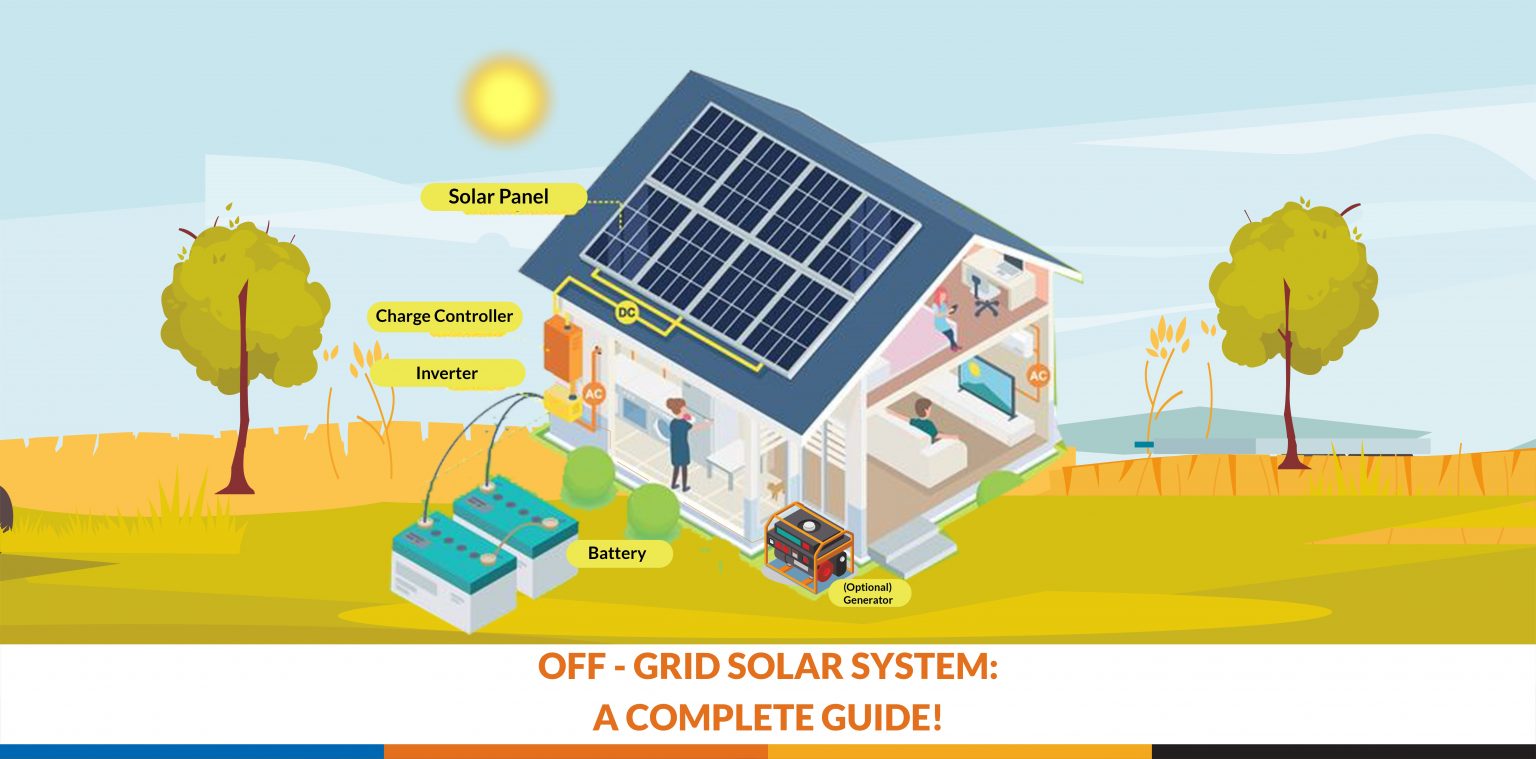 Solar Panel
DC
Charge Controller
Inverter
AC
AC
Battery
(Optional)
Generator
OFF - GRID SOLAR SYSTEM:
A COMPLETE GUIDE!